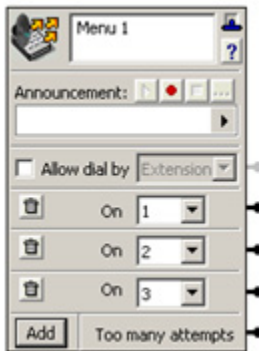 Menu 1
?
Announcement:
...
Allow dial by Extension
On 1
On 2
On 3
Add Too many attempts